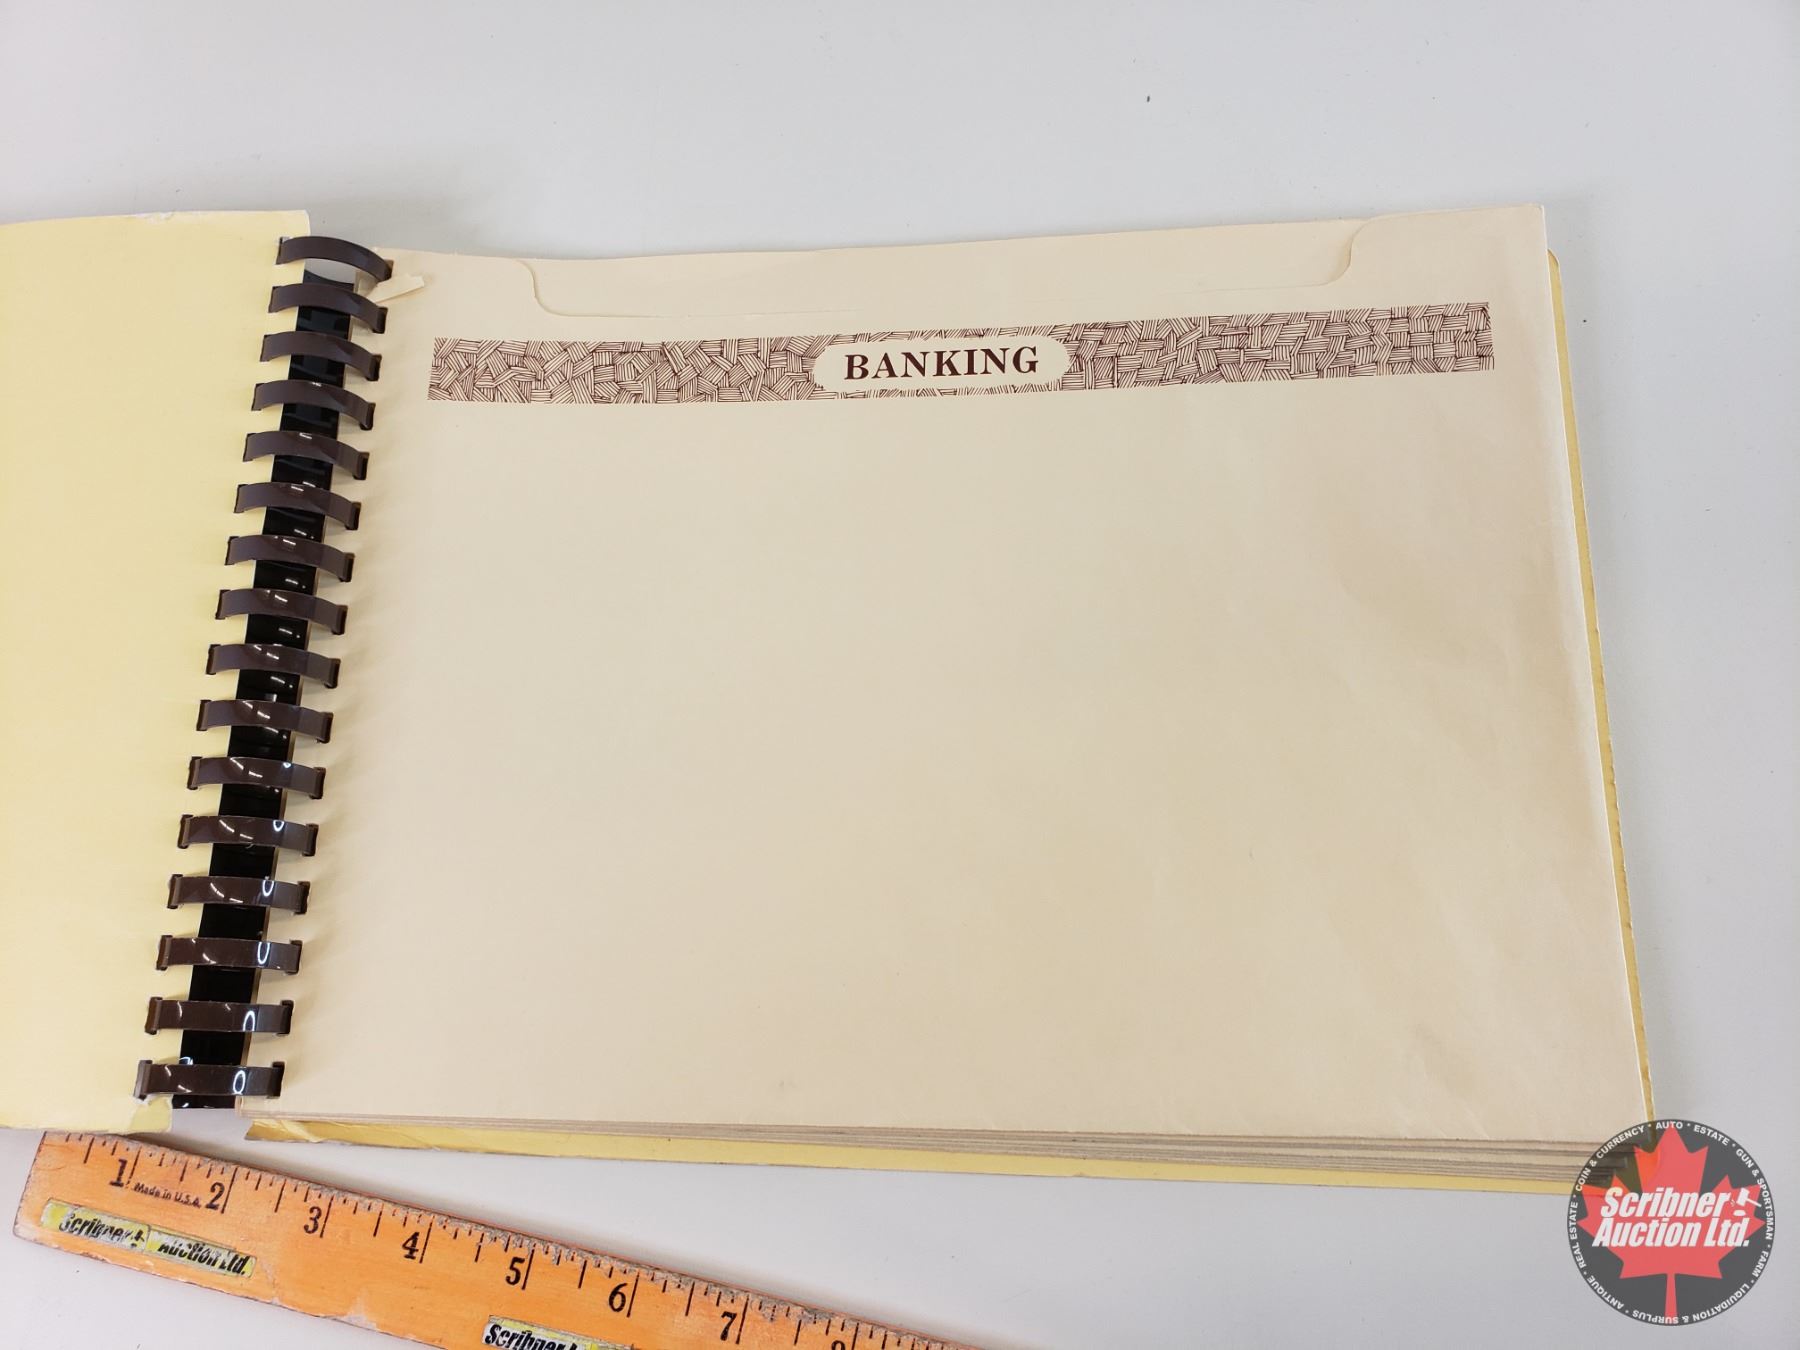 BANKING
1 2 3 4 5 6 7 8
Made in U.S.A.
Scribner Auction Ltd.
Scribner
COIN & CURRENCY • AUTO • ESTATE • GUN & SPORTSMAN • FARM • LIQUIDATION & SURPLUS • ANTIQUE • REAL ESTATE •
Scribner
Auction Ltd.